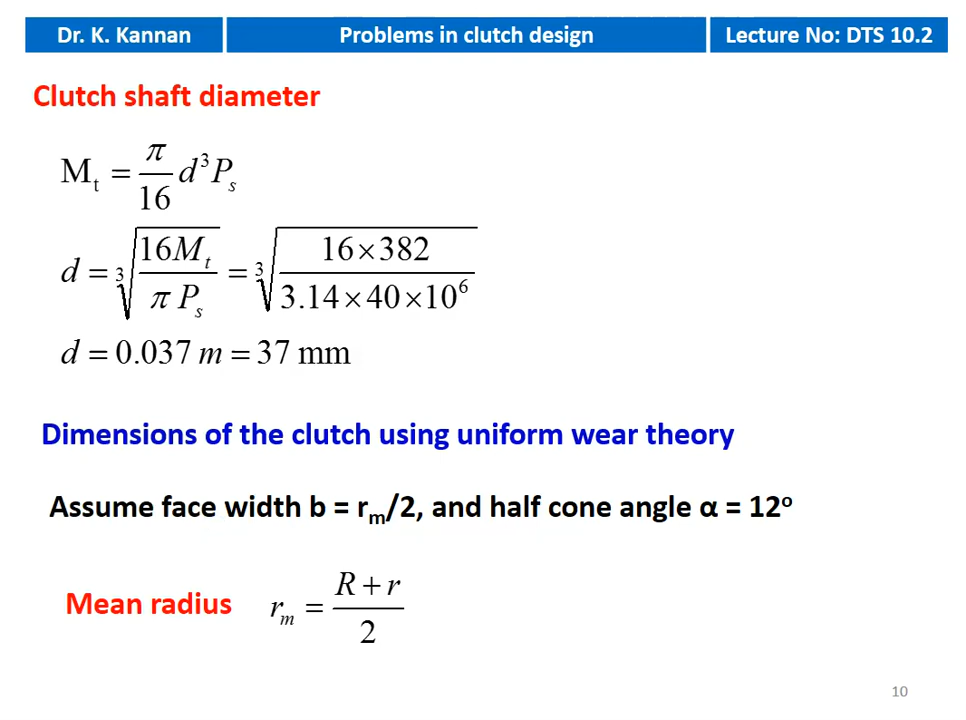 Dr. K. Kannan
Problems in clutch design
Lecture No: DTS 10.2
Clutch shaft diameter
M_t = π/16 d³ P_s
d = ∛(16M_t / π P_s) = ∛(16×382 / 3.14×40×10⁶)
d = 0.037 m = 37 mm
Dimensions of the clutch using uniform wear theory
Assume face width b = r_m/2, and half cone angle α = 12°
Mean radius r_m = (R + r) / 2
10